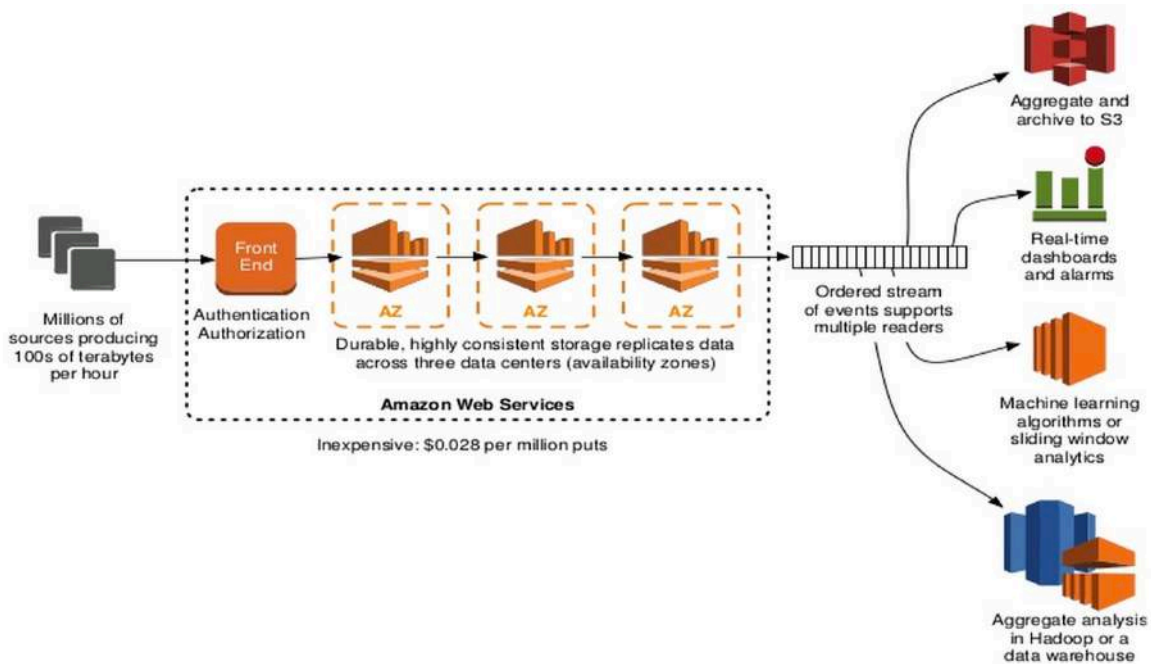 Millions of
sources producing
100s of terabytes
per hour
Front
End
Authentication
Authorization
AZ
AZ
AZ
Durable, highly consistent storage replicates data
across three data centers (availability zones)
Amazon Web Services
Inexpensive: $0.028 per million puts
Ordered stream
of events supports
multiple readers
Aggregate and
archive to S3
Real-time
dashboards
and alarms
Machine learning
algorithms or
sliding window
analytics
Aggregate analysis
in Hadoop or a
data warehouse